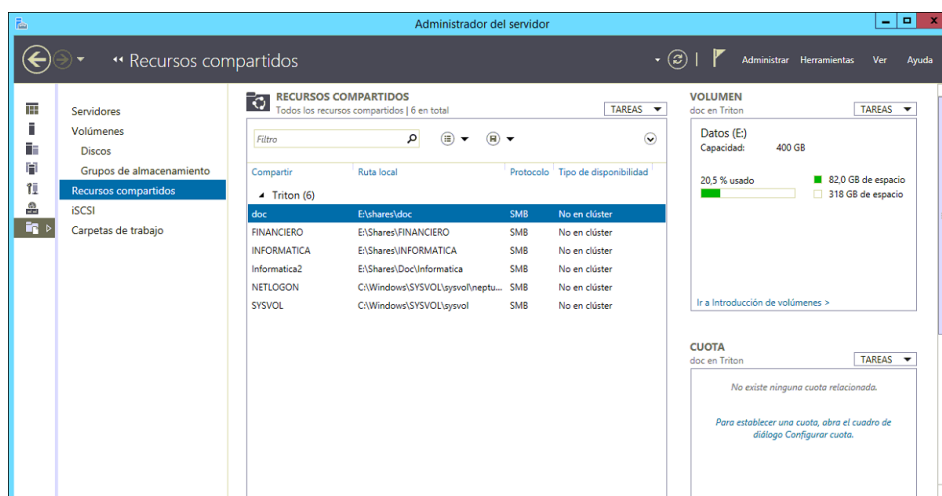 Administrador del servidor
Recursos compartidos
Administrar Herramientas Ver Ayuda
Servidores
Volúmenes
Discos
Grupos de almacenamiento
Recursos compartidos
iSCSI
Carpetas de trabajo
RECURSOS COMPARTIDOS
Todos los recursos compartidos | 6 en total
TAREAS
Filtro
Compartir Ruta local Protocolo Tipo de disponibilidad
Triton (6)
doc E:\shares\doc SMB No en clúster
FINANCIERO E:\Shares\FINANCIERO SMB No en clúster
INFORMATICA E:\Shares\INFORMATICA SMB No en clúster
Informatica2 E:\Shares\Doc\Informatica SMB No en clúster
NETLOGON C:\Windows\SYSVOL\sysvol\neptu... SMB No en clúster
SYSVOL C:\Windows\SYSVOL\sysvol SMB No en clúster
VOLUMEN
doc en Triton
TAREAS
Datos (E:)
Capacidad: 400 GB
20,5 % usado
82,0 GB de espacio
318 GB de espacio
Ir a Introducción de volúmenes >
CUOTA
doc en Triton
TAREAS
No existe ninguna cuota relacionada.
Para establecer una cuota, abra el cuadro de
diálogo Configurar cuota.